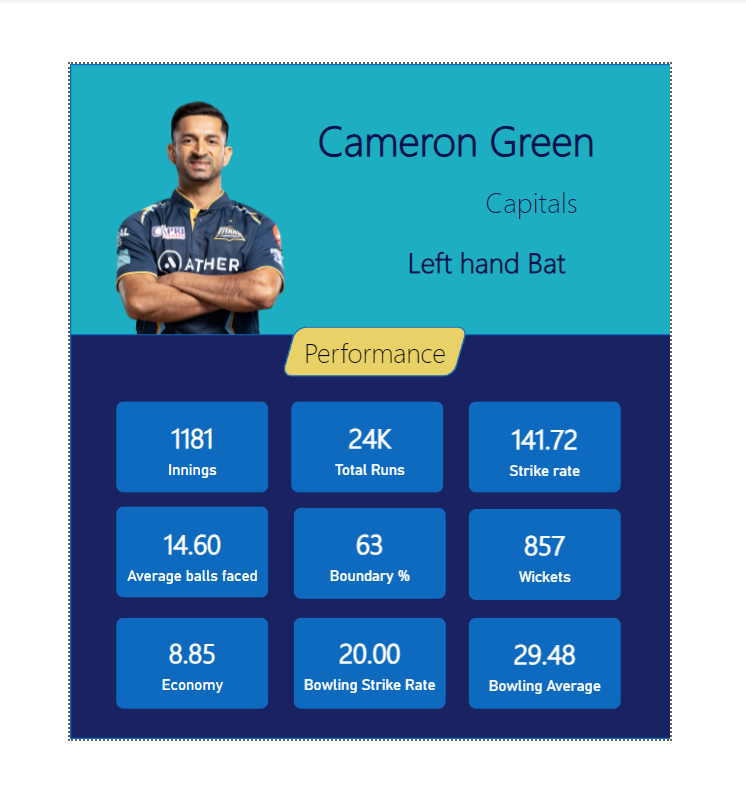 Cameron Green
Capitals
Left hand Bat
CAPRI
TITANS
ATHER
Performance
1181
24K
141.72
Innings
Total Runs
Strike rate
14.60
63
857
Average balls faced
Boundary %
Wickets
8.85
20.00
29.48
Economy
Bowling Strike Rate
Bowling Average